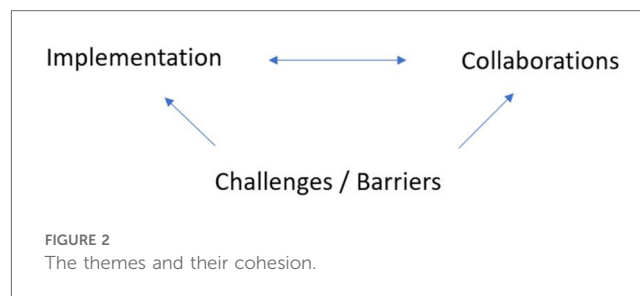 Implementation
Collaborations
Challenges / Barriers
FIGURE 2
The themes and their cohesion.